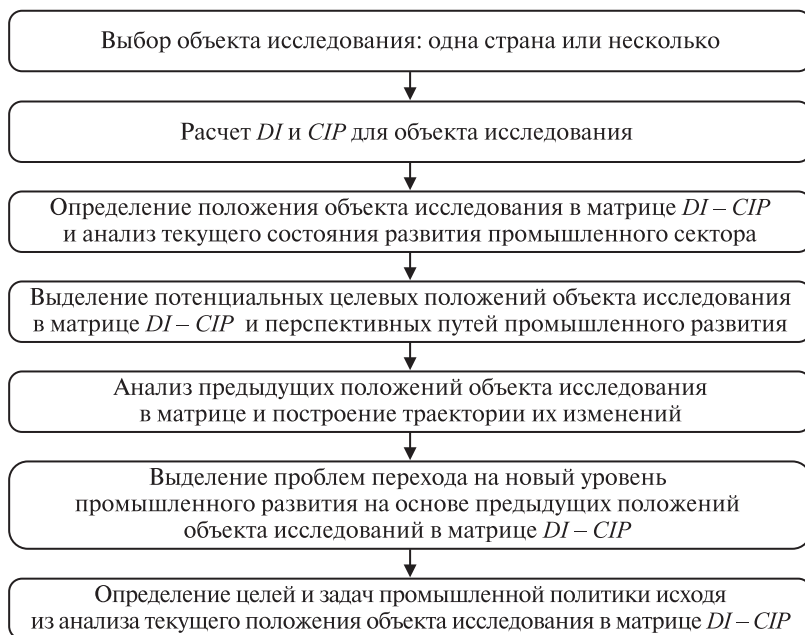 Выбор объекта исследования: одна страна или несколько
Расчет DI и CIP для объекта исследования
Определение положения объекта исследования в матрице DI – CIP
и анализ текущего состояния развития промышленного сектора
Выделение потенциальных целевых положений объекта исследования
в матрице DI – CIP и перспективных путей промышленного развития
Анализ предыдущих положений объекта исследования
в матрице и построение траектории их изменений
Выделение проблем перехода на новый уровень
промышленного развития на основе предыдущих положений
объекта исследований в матрице DI – CIP
Определение целей и задач промышленной политики исходя
из анализа текущего положения объекта исследования в матрице DI – CIP